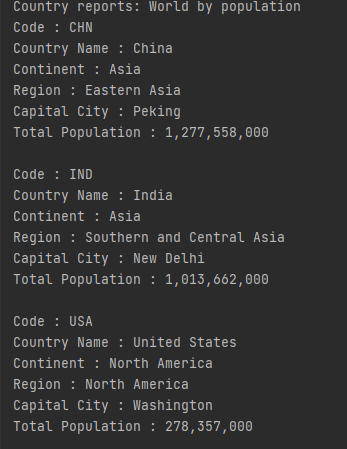 Country reports: World by population
Code : CHN
Country Name : China
Continent : Asia
Region : Eastern Asia
Capital City : Peking
Total Population : 1,277,558,000
Code : IND
Country Name : India
Continent : Asia
Region : Southern and Central Asia
Capital City : New Delhi
Total Population : 1,013,662,000
Code : USA
Country Name : United States
Continent : North America
Region : North America
Capital City : Washington
Total Population : 278,357,000